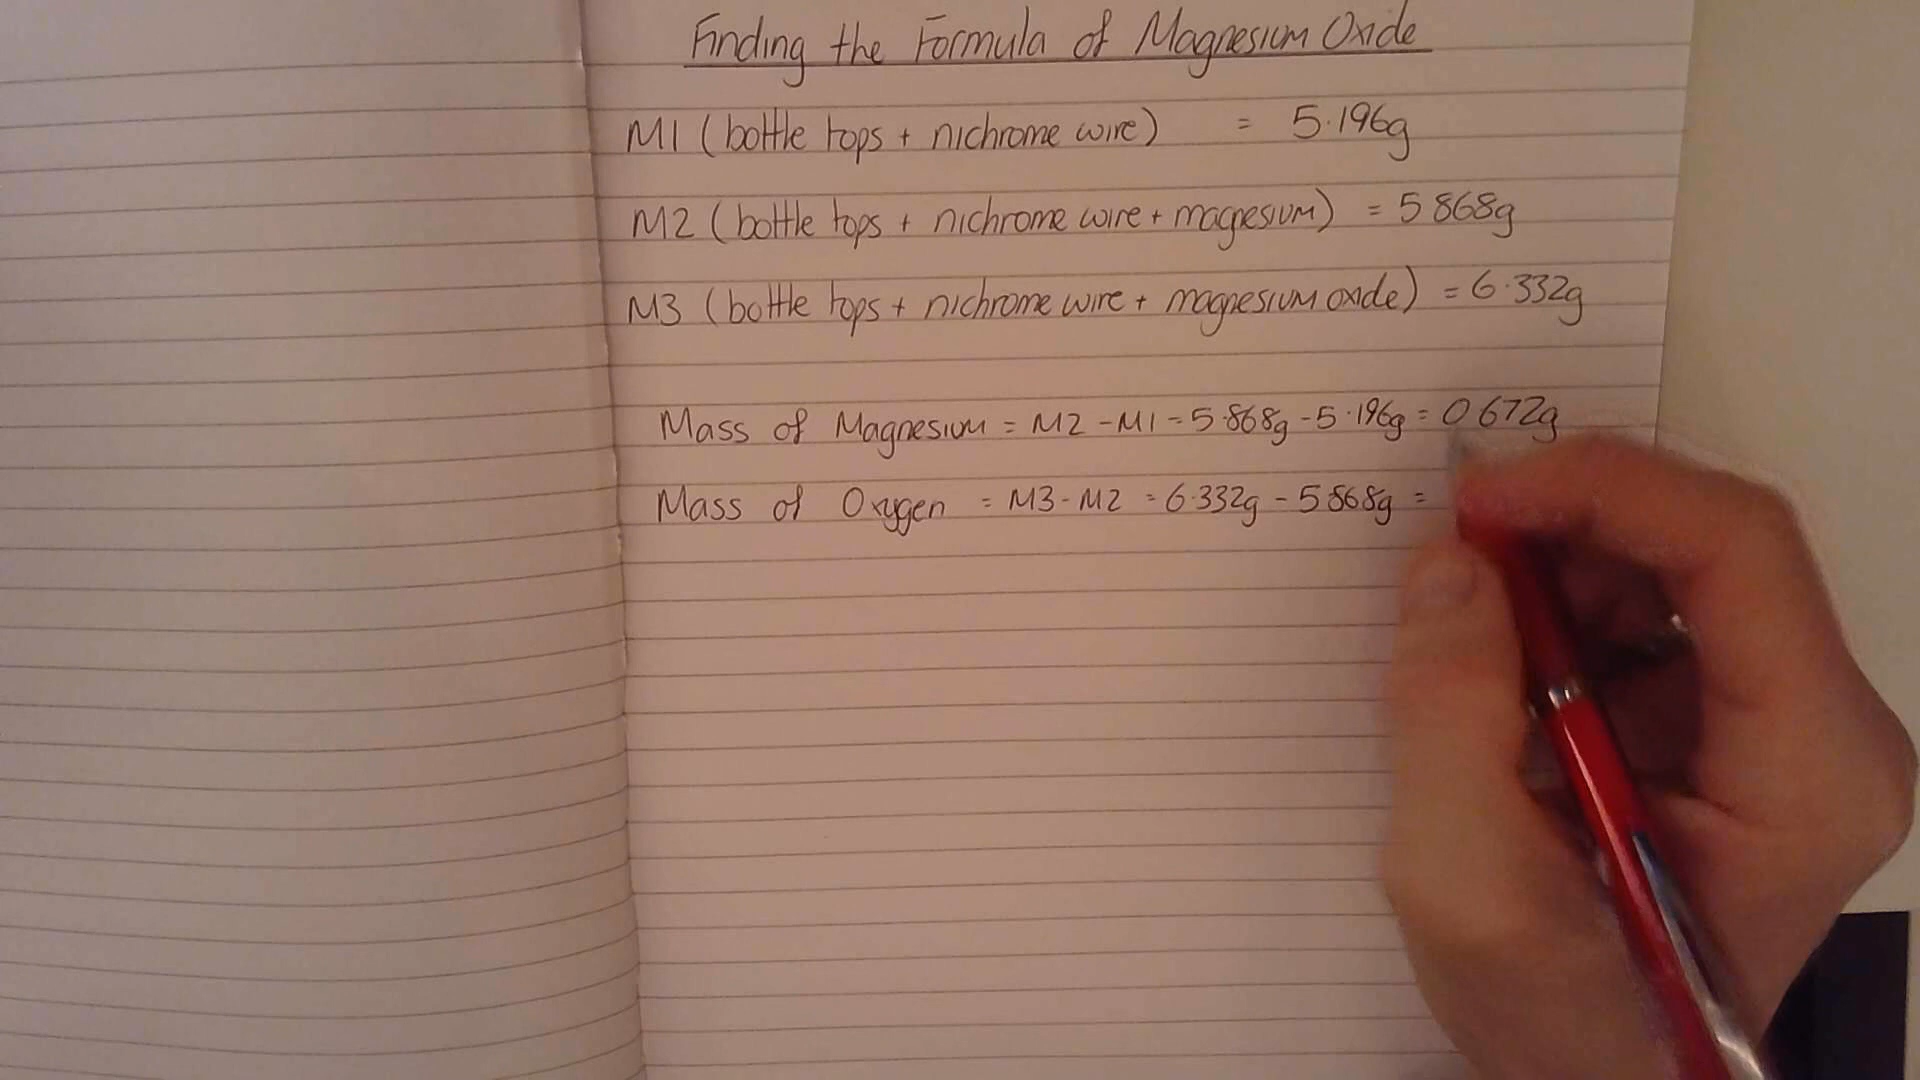 Finding the Formula of Magnesium Oxide
M1 (bottle tops + nichrome wire) = 5.196g
M2 (bottle tops + nichrome wire + magnesium) = 5.868g
M3 (bottle tops + nichrome wire + magnesium oxide) = 6.332g
Mass of Magnesium = M2 - M1 = 5.868g - 5.196g = 0.672g
Mass of Oxygen = M3 - M2 = 6.332g - 5.868g =